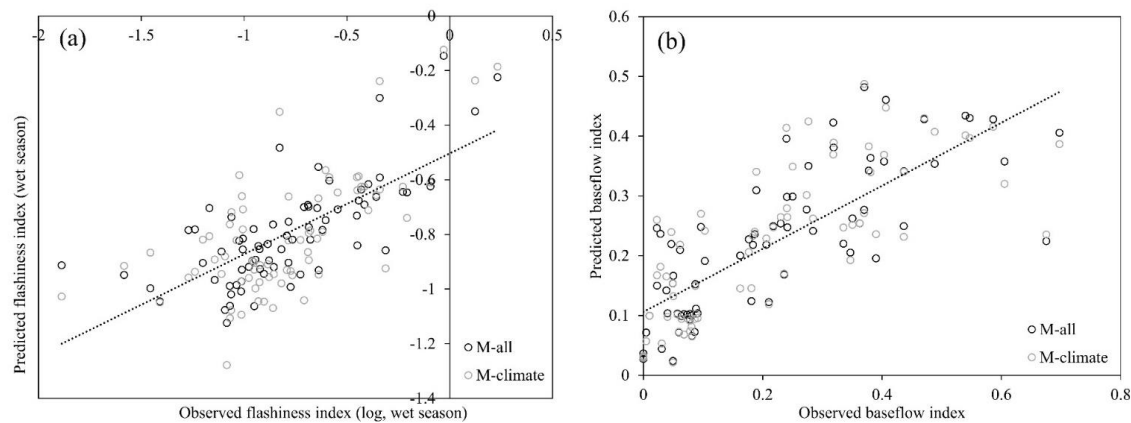 0
-2
-1.5
-1
-0.5
0
0.5
(a)
-0.2
-0.4
-0.6
-0.8
-1
-1.2
-1.4
Predicted flashiness index (wet season)
M-all
M-climate
Observed flashiness index (log, wet season)
0.6
(b)
0.5
0.4
0.3
0.2
0.1
0
Predicted baseflow index
M-all
M-climate
0
0.2
0.4
0.6
0.8
Observed baseflow index